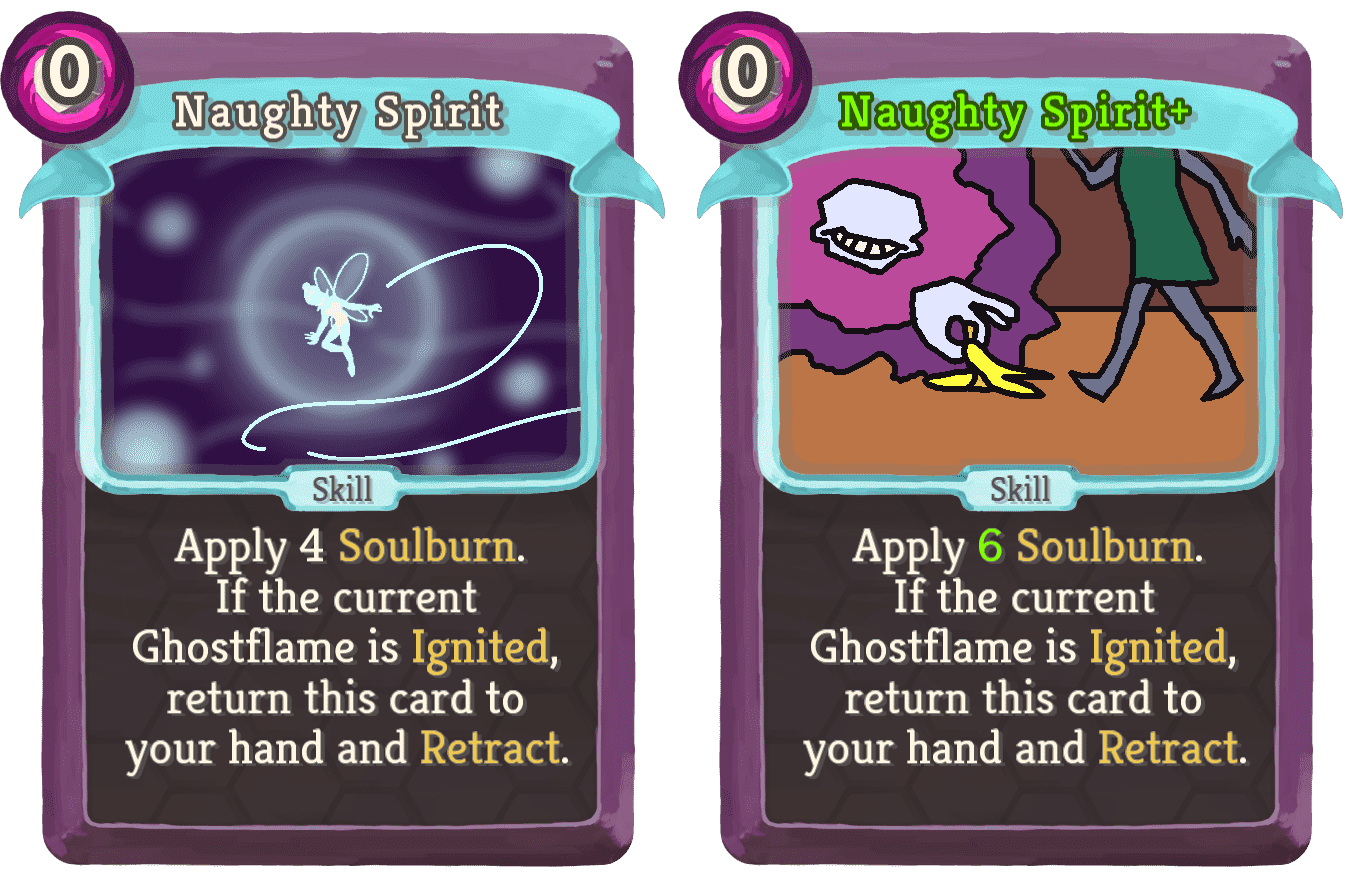 0
Naughty Spirit
Skill
Apply 4 Soulburn.
If the current
Ghostflame is Ignited,
return this card to
your hand and Retract.
0
Naughty Spirit+
Skill
Apply 6 Soulburn.
If the current
Ghostflame is Ignited,
return this card to
your hand and Retract.